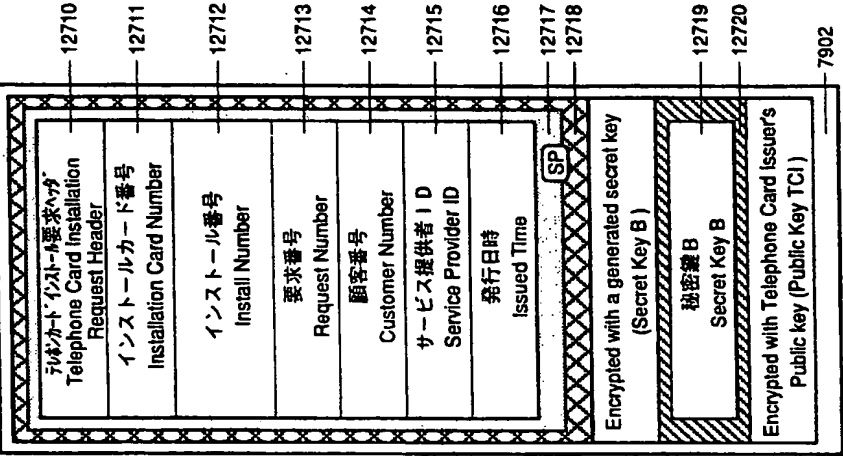 ﾃﾚﾎﾝｶｰﾄﾞ･ｲﾝｽﾄｰﾙ要求ﾍｯﾀﾞ
Telephone Card Installation
Request Header
12710
インストールカード番号
Installation Card Number
12711
インストール番号
Install Number
12712
要求番号
Request Number
12713
顧客番号
Customer Number
12714
サービス提供者ID
Service Provider ID
12715
発行日時
Issued Time
12716
SP
12717
12718
Encrypted with a generated secret key
(Secret Key B)
秘密鍵B
Secret Key B
12719
12720
Encrypted with Telephone Card Issuer's
Public key (Public Key TCI)
7902